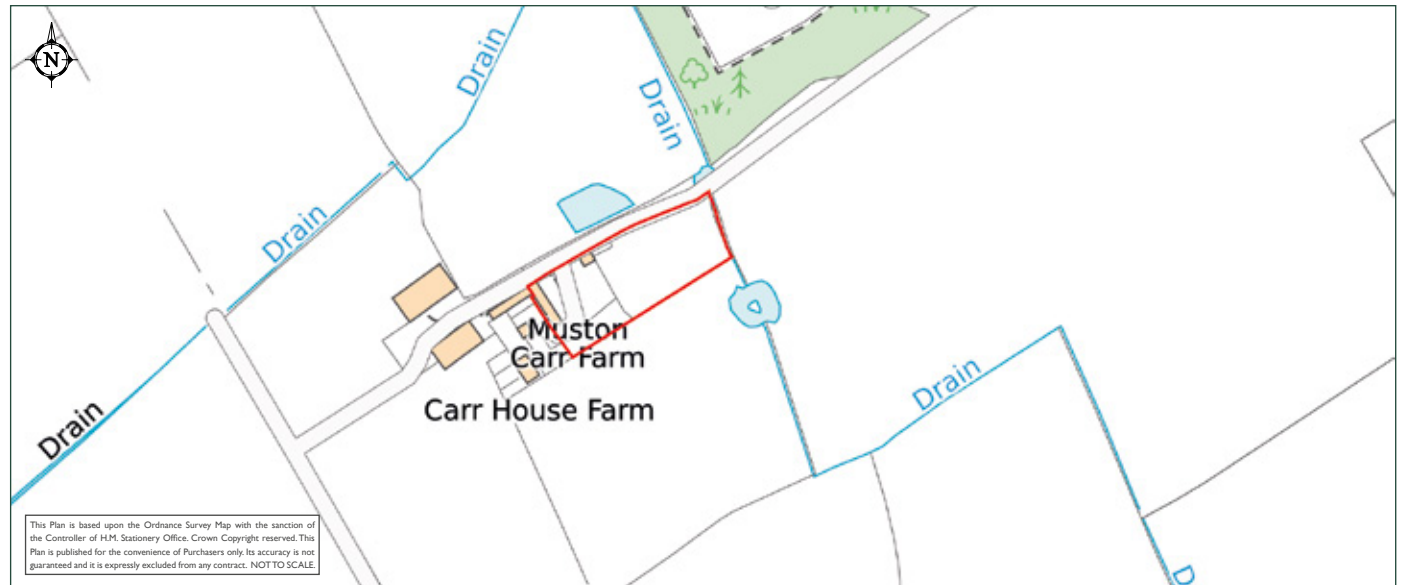 N
Drain
Drain
Drain
Muston
Carr Farm
Drain
Carr House Farm
Drain
This Plan is based upon the Ordnance Survey Map with the sanction of
the Controller of H.M. Stationery Office. Crown Copyright reserved. This
Plan is published for the convenience of Purchasers only. Its accuracy is not
guaranteed and it is expressly excluded from any contract. NOT TO SCALE.
D